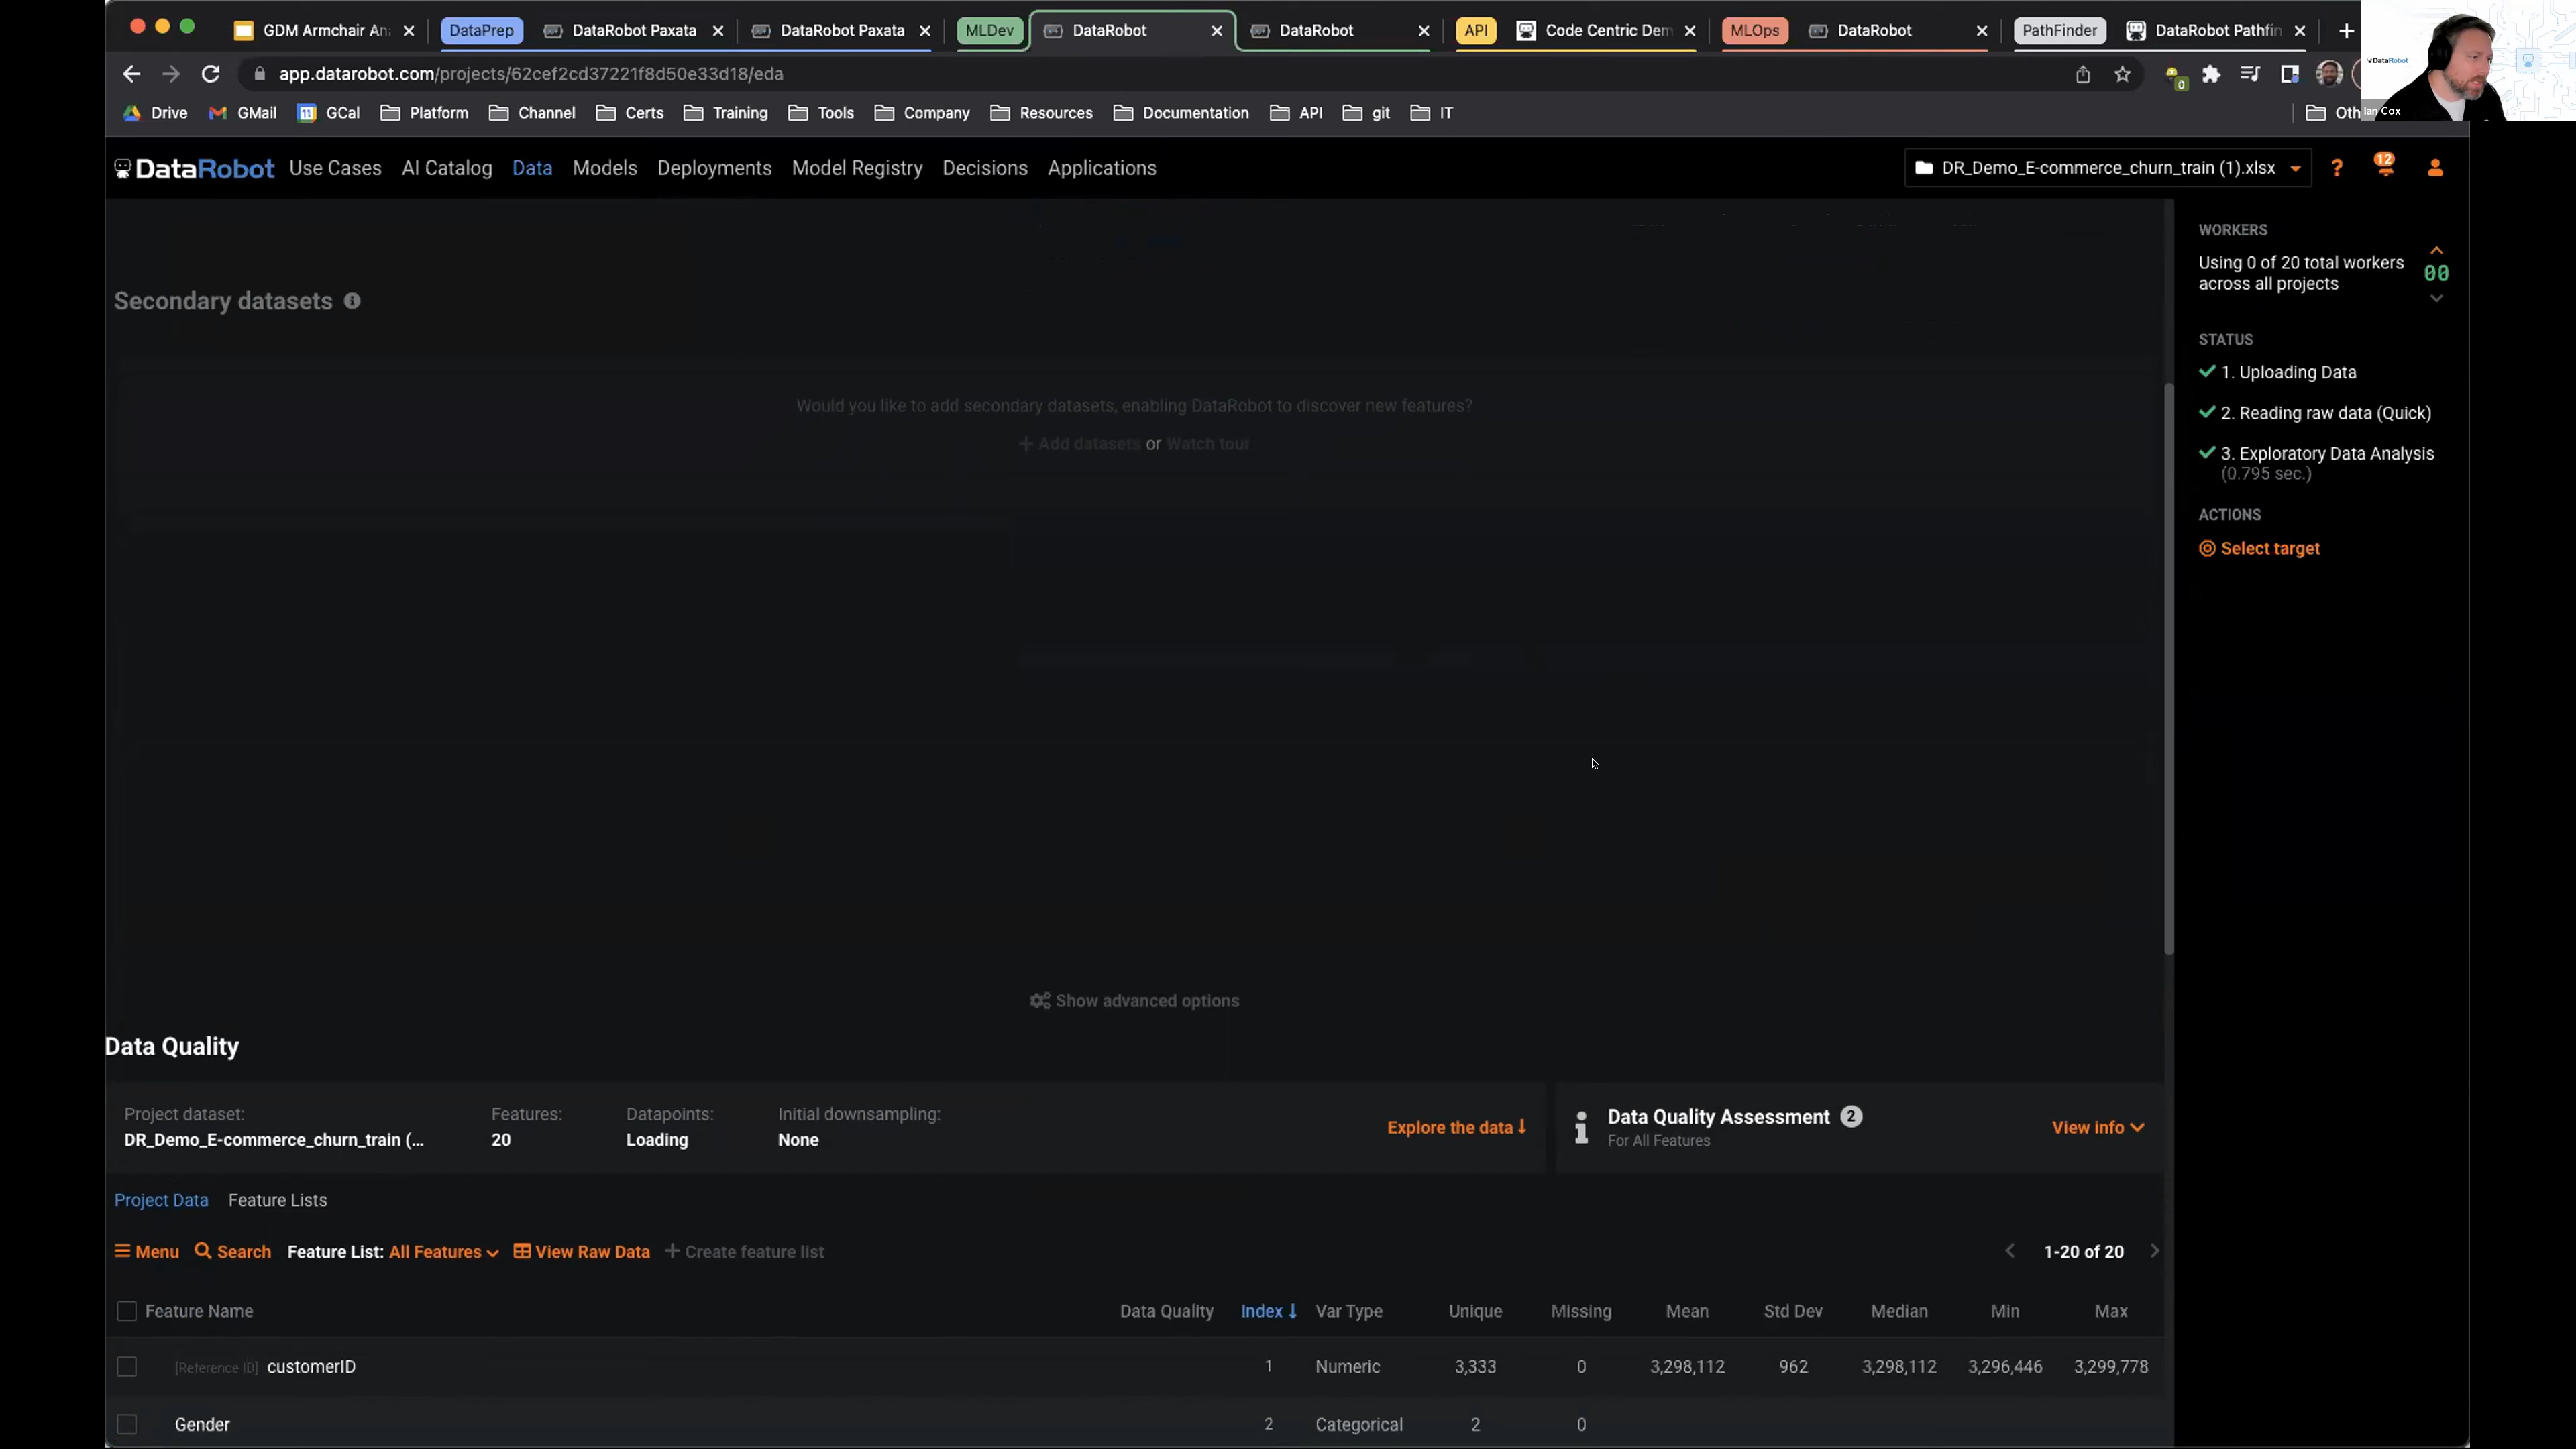 GDM Armchair An
DataPrep
DataRobot Paxata
DataRobot Paxata
MLDev
DataRobot
DataRobot
API
Code Centric Dem
MLOps
DataRobot
PathFinder
DataRobot Pathfin
app.datarobot.com/projects/62cef2cd37221f8d50e33d18/eda
0
DataRobot
Ian Cox
Drive
GMail
GCal
Platform
Channel
Certs
Training
Tools
Company
Resources
Documentation
API
git
IT
Oth
DataRobot
Use Cases
AI Catalog
Data
Models
Deployments
Model Registry
Decisions
Applications
DR_Demo_E-commerce_churn_train (1).xlsx
?
12
WORKERS
Using 0 of 20 total workers
across all projects
00
STATUS
1. Uploading Data
2. Reading raw data (Quick)
3. Exploratory Data Analysis
(0.795 sec.)
ACTIONS
Select target
Secondary datasets
Would you like to add secondary datasets, enabling DataRobot to discover new features?
+ Add datasets or Watch tour
Show advanced options
Data Quality
Project dataset:
DR_Demo_E-commerce_churn_train (...
Features:
20
Datapoints:
Loading
Initial downsampling:
None
Explore the data
Data Quality Assessment 2
For All Features
View info
Project Data
Feature Lists
Menu
Search
Feature List: All Features
View Raw Data
+ Create feature list
1-20 of 20
Feature Name Data Quality Index Var Type Unique Missing Mean Std Dev Median Min Max
[Reference ID] customerID 1 Numeric 3,333 0 3,298,112 962 3,298,112 3,296,446 3,299,778
Gender 2 Categorical 2 0